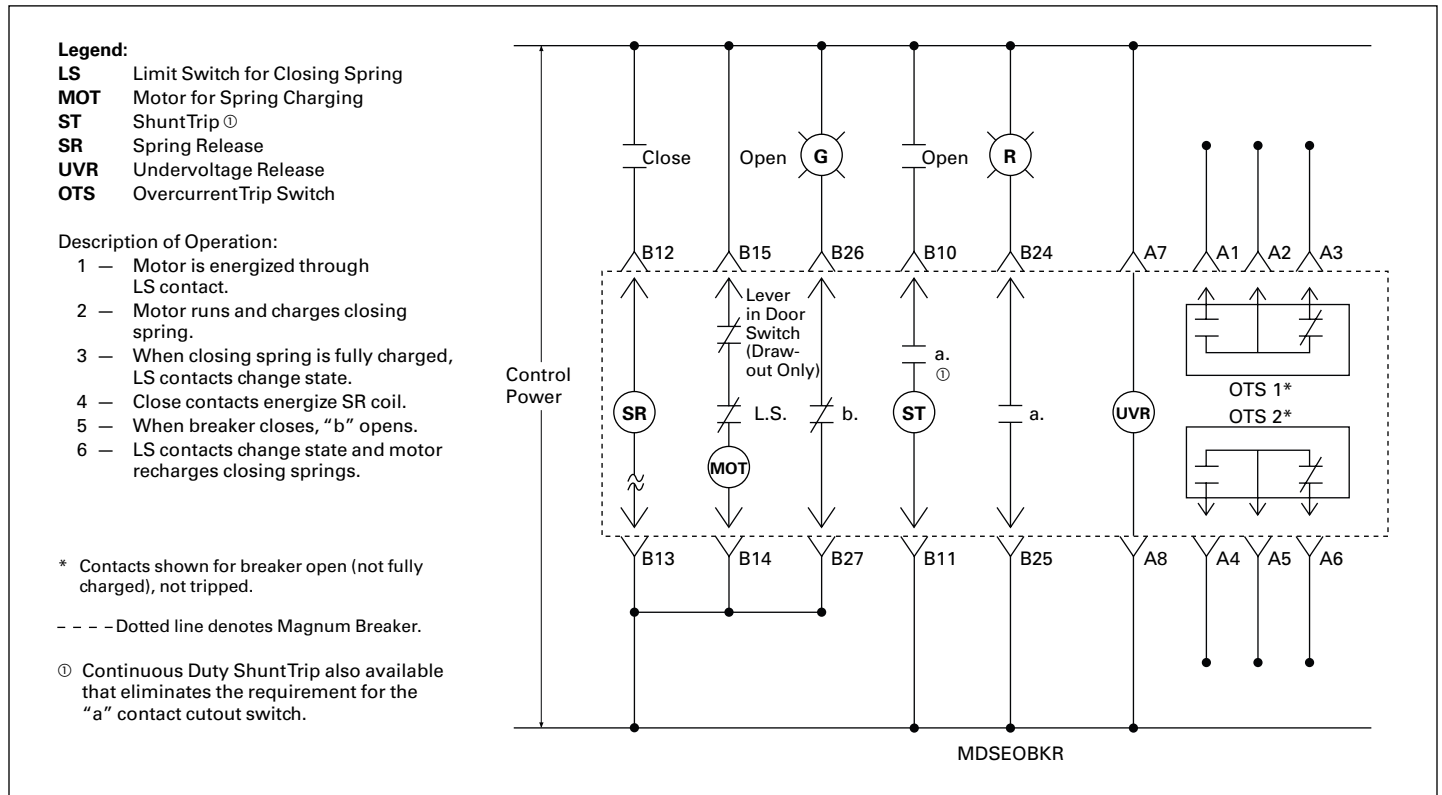 Legend:
LS Limit Switch for Closing Spring
MOT Motor for Spring Charging
ST ShuntTrip ①
SR Spring Release
UVR Undervoltage Release
OTS OvercurrentTrip Switch
Description of Operation:
1 — Motor is energized through
LS contact.
2 — Motor runs and charges closing
spring.
3 — When closing spring is fully charged,
LS contacts change state.
4 — Close contacts energize SR coil.
5 — When breaker closes, “b” opens.
6 — LS contacts change state and motor
recharges closing springs.
* Contacts shown for breaker open (not fully
charged), not tripped.
– – – – Dotted line denotes Magnum Breaker.
① Continuous Duty ShuntTrip also available
that eliminates the requirement for the
“a” contact cutout switch.
Control
Power
Close Open G Open R
B12 B15 B26 B10 B24 A7 A1 A2 A3
Lever
in Door
Switch
(Draw-
out Only)
a.
①
OTS 1*
SR L.S. b. ST a. UVR
OTS 2*
MOT
B13 B14 B27 B11 B25 A8 A4 A5 A6
MDSEOBKR